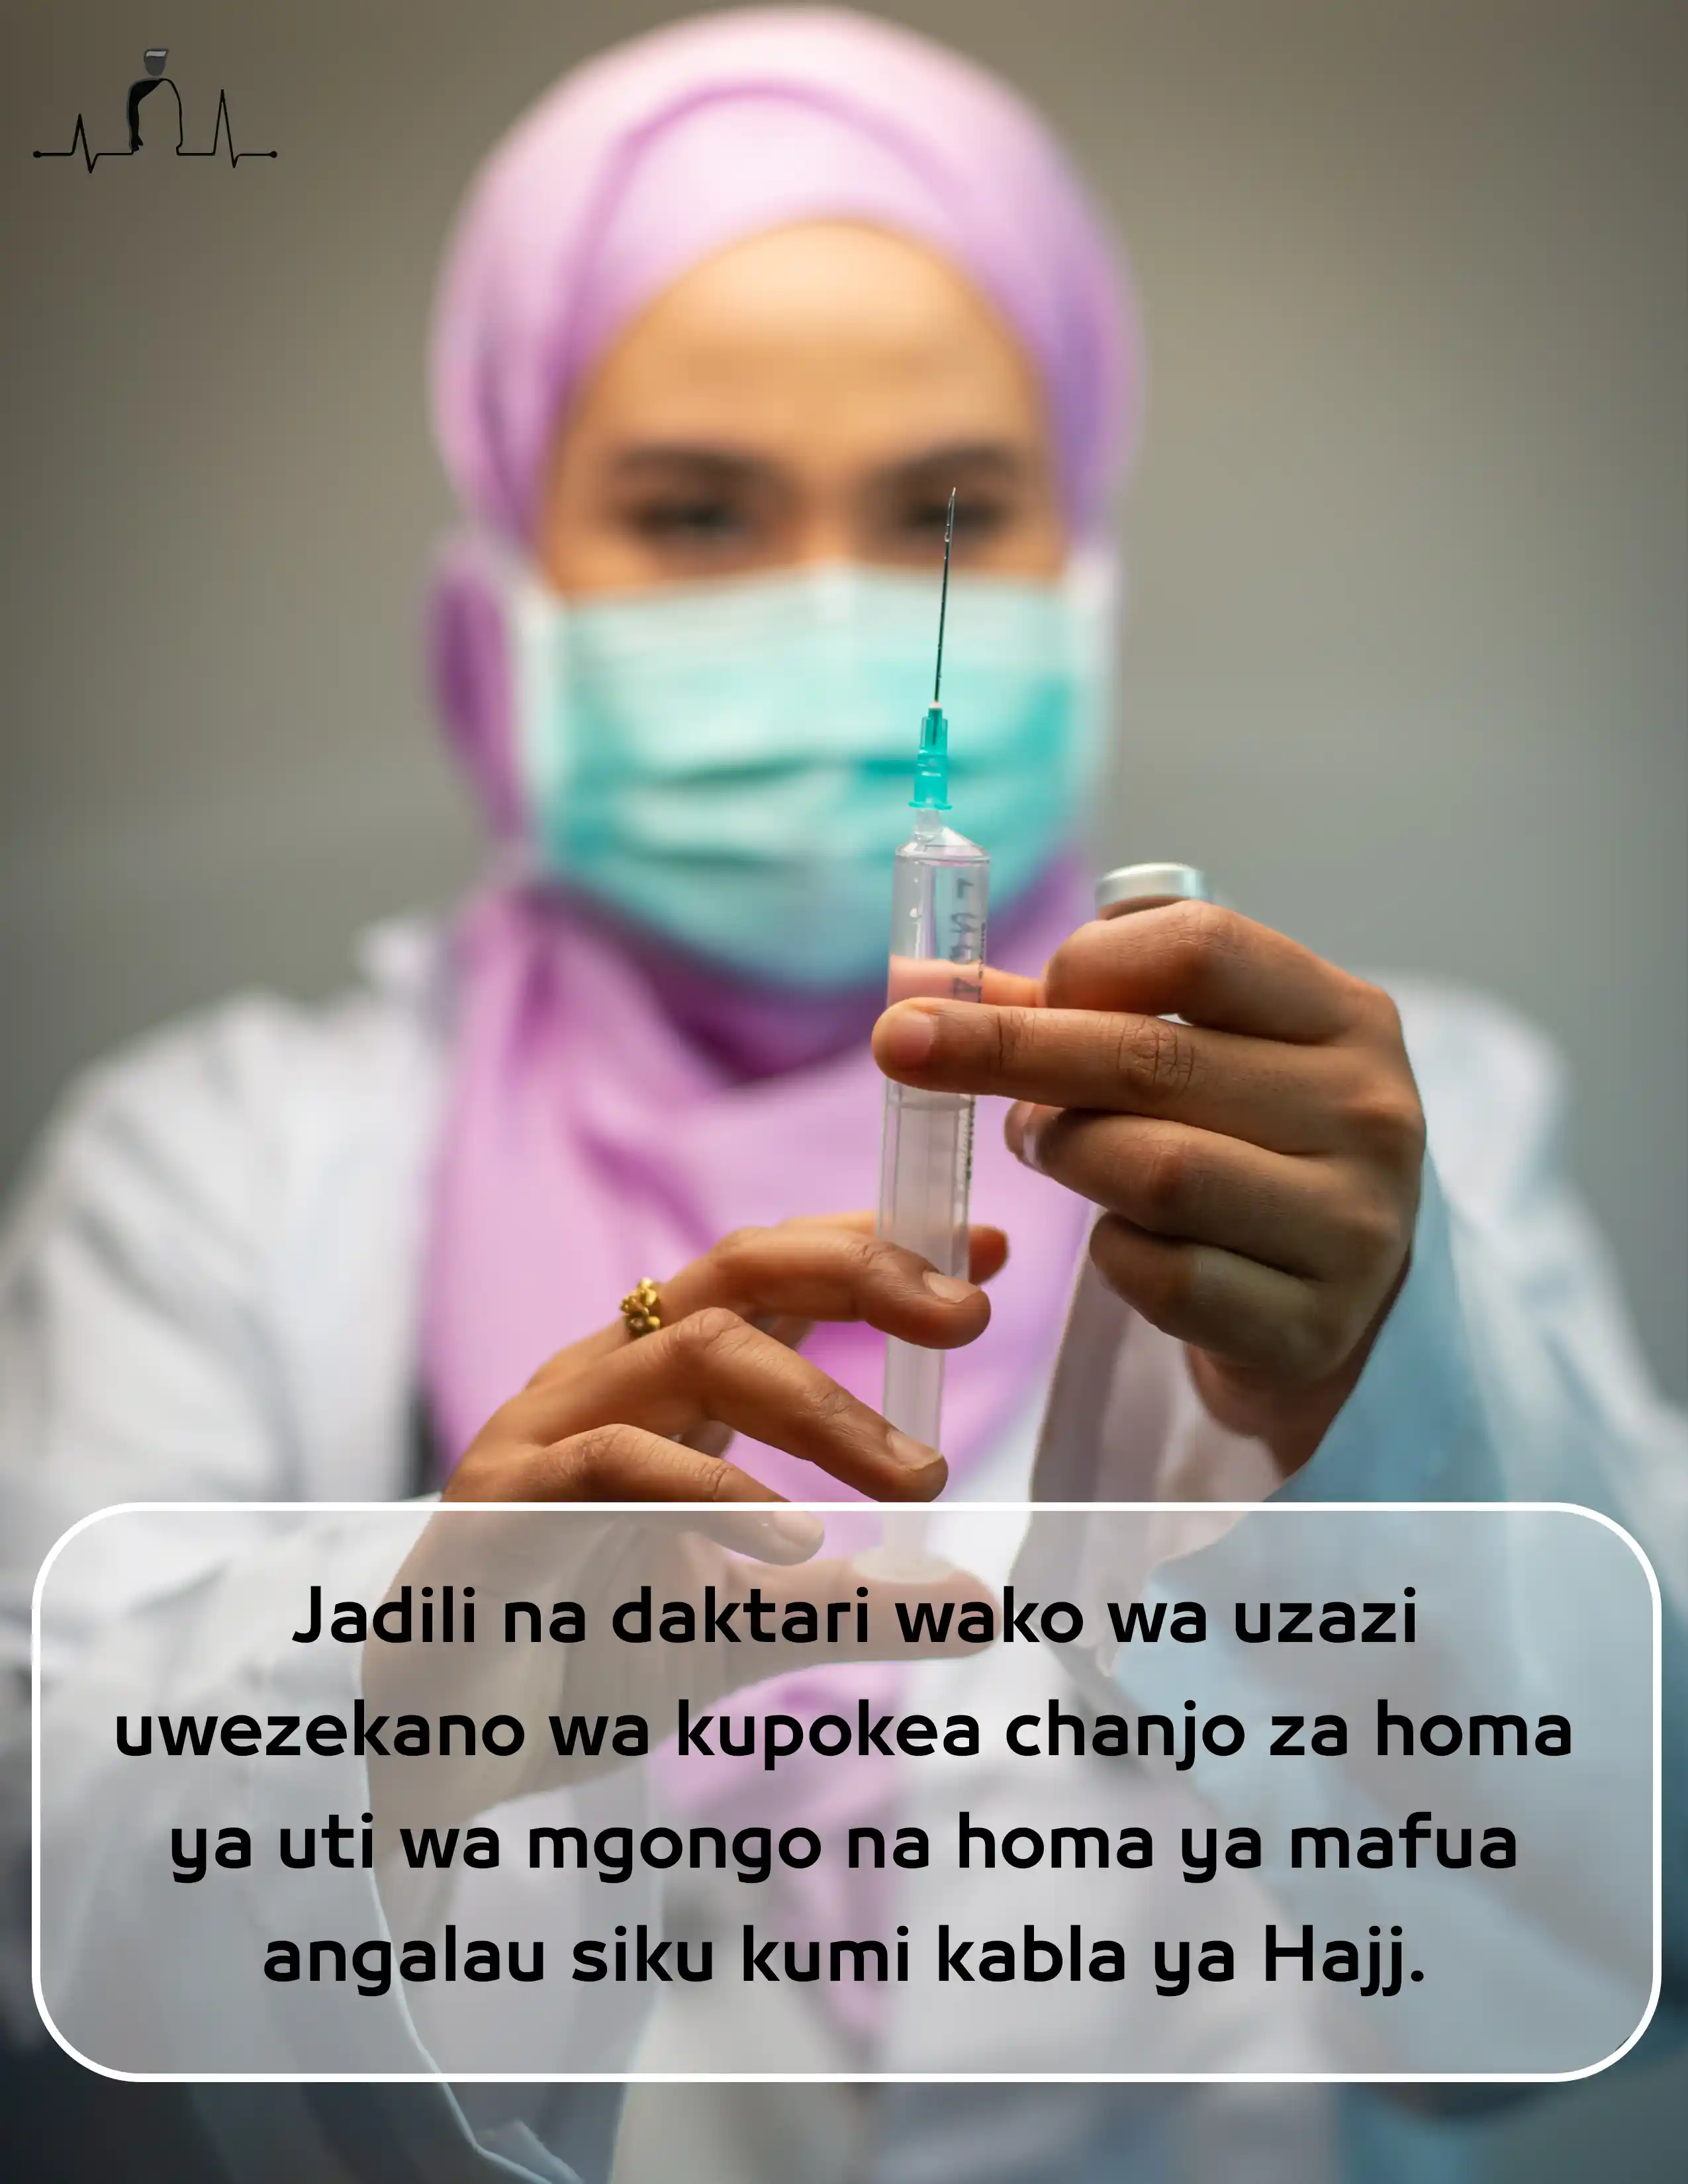 Jadili na daktari wako wa uzazi
uwezekano wa kupokea chanjo za homa
ya uti wa mgongo na homa ya mafua
angalau siku kumi kabla ya Hajj.